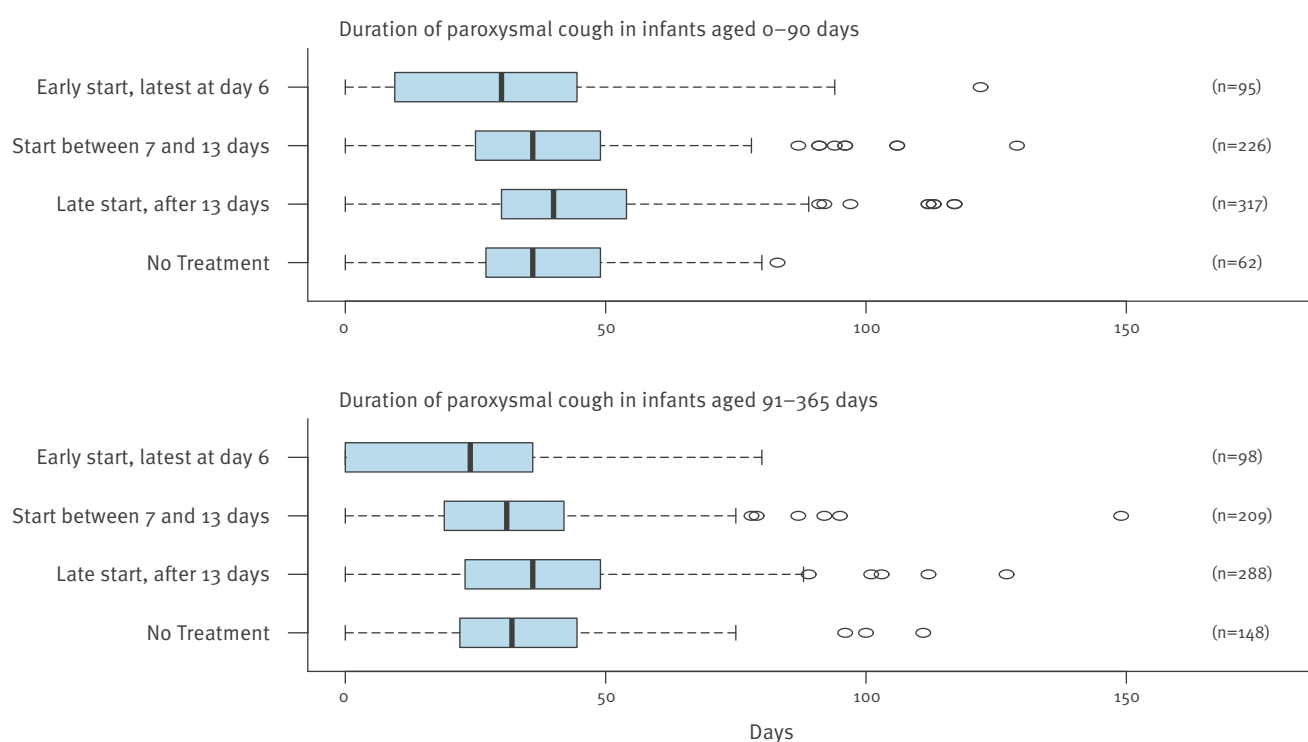 Duration of paroxysmal cough in infants aged 0–90 days
Early start, latest at day 6 (n=95)
Start between 7 and 13 days (n=226)
Late start, after 13 days (n=317)
No Treatment (n=62)
0 50 100 150
Duration of paroxysmal cough in infants aged 91–365 days
Early start, latest at day 6 (n=98)
Start between 7 and 13 days (n=209)
Late start, after 13 days (n=288)
No Treatment (n=148)
0 50 100 150
Days